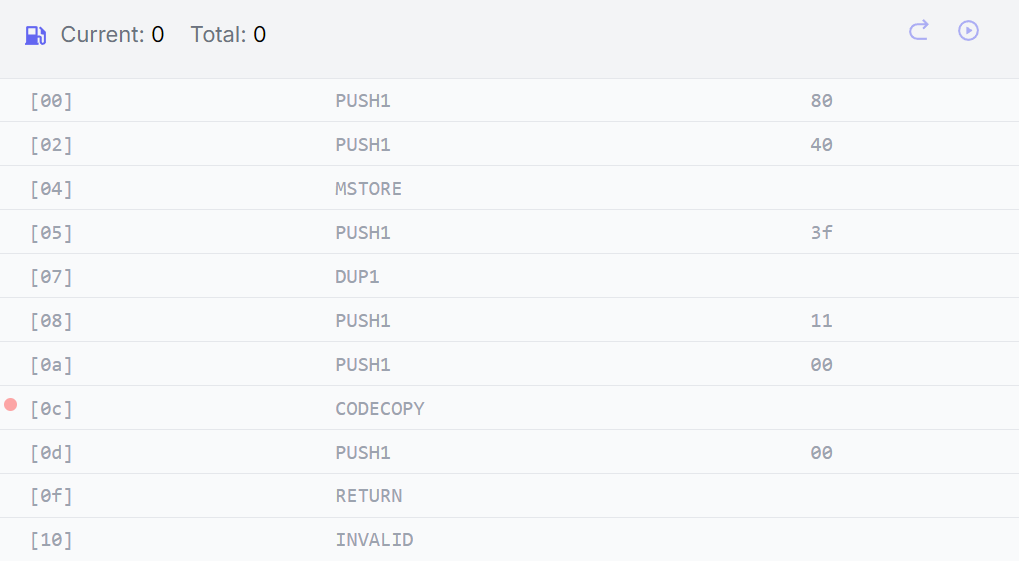 Current: 0 Total: 0
[00] PUSH1 80
[02] PUSH1 40
[04] MSTORE
[05] PUSH1 3f
[07] DUP1
[08] PUSH1 11
[0a] PUSH1 00
[0c] CODECOPY
[0d] PUSH1 00
[0f] RETURN
[10] INVALID